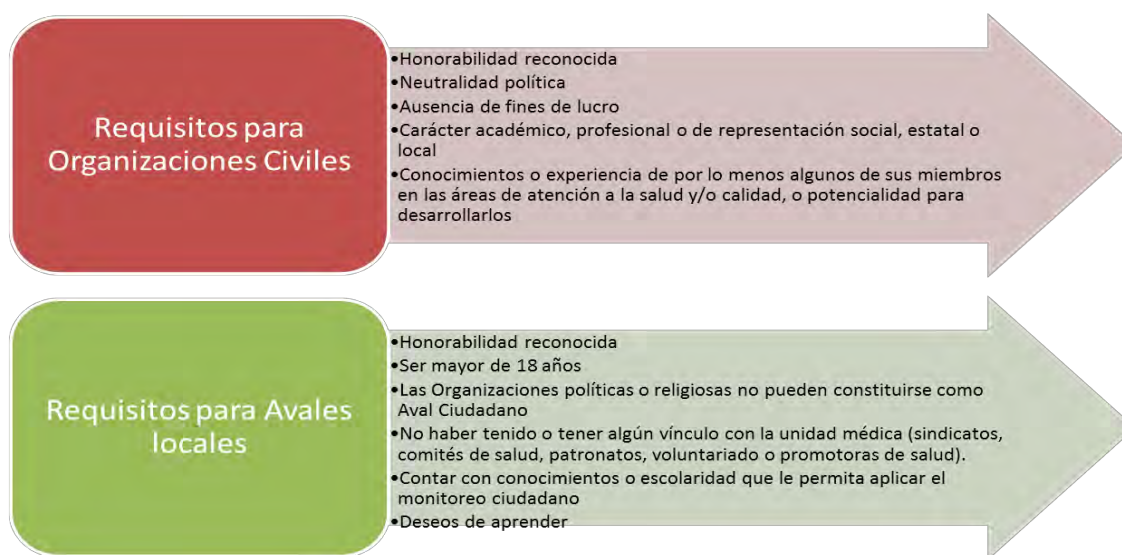 Requisitos para
Organizaciones Civiles
•Honorabilidad reconocida
•Neutralidad política
•Ausencia de fines de lucro
•Carácter académico, profesional o de representación social, estatal o
local
•Conocimientos o experiencia de por lo menos algunos de sus miembros
en las áreas de atención a la salud y/o calidad, o potencialidad para
desarrollarlos
Requisitos para Avales
locales
•Honorabilidad reconocida
•Ser mayor de 18 años
•Las Organizaciones políticas o religiosas no pueden constituirse como
Aval Ciudadano
•No haber tenido o tener algún vínculo con la unidad médica (sindicatos,
comités de salud, patronatos, voluntariado o promotoras de salud).
•Contar con conocimientos o escolaridad que le permita aplicar el
monitoreo ciudadano
•Deseos de aprender